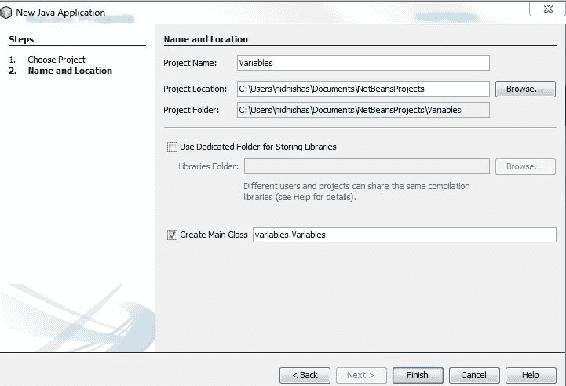 New Java Application
Steps
1. Choose Project
2. Name and Location
Name and Location
Project Name: Variables
Project Location: C:\Users\nidhishas\Documents\NetBeansProjects Browse...
Project Folder: C:\Users\nidhishas\Documents\NetBeansProjects\Variables
Use Dedicated Folder for Storing Libraries
Libraries Folder: Browse...
Different users and projects can share the same compilation
libraries (see Help for details).
Create Main Class variables.Variables
< Back Next > Finish Cancel Help